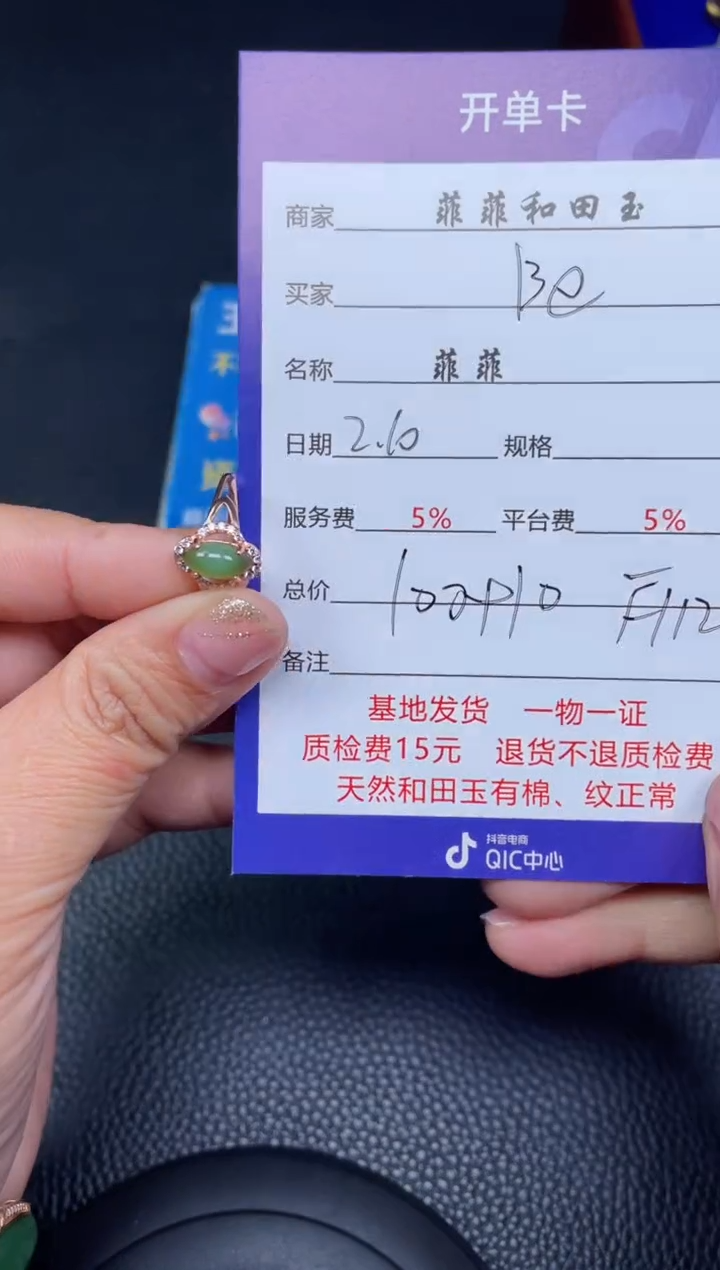 开单卡
商家 菲菲和田玉
买家 Be
名称 菲菲
日期 2.10 规格
服务费 5% 平台费 5%
总价
备注
基地发货 一物一证
质检费15元 退货不退质检费
天然和田玉有棉、纹正常
抖音电商
QIC中心